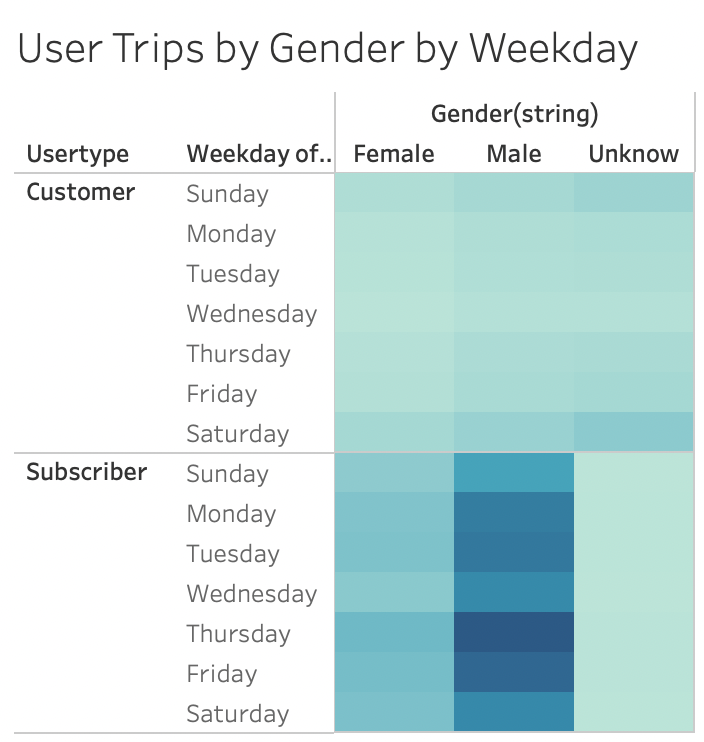 User Trips by Gender by Weekday
Gender(string)
Usertype Weekday of.. Female Male Unknow
Customer Sunday
Monday
Tuesday
Wednesday
Thursday
Friday
Saturday
Subscriber Sunday
Monday
Tuesday
Wednesday
Thursday
Friday
Saturday